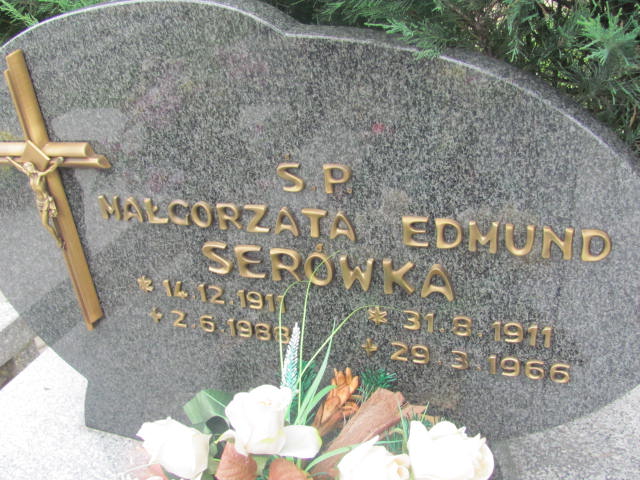 Ś.P.
MAŁGORZATA EDMUND
SERÓWKA
* 14.12.1911 * 31.8.1911
+ 2.6.1988 + 29.3.1966